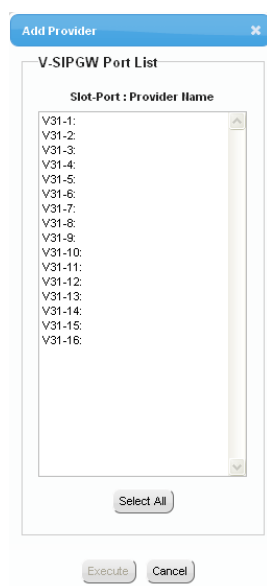 Add Provider
V-SIPGW Port List
Slot-Port : Provider Name
V31-1:
V31-2:
V31-3:
V31-4:
V31-5:
V31-6:
V31-7:
V31-8:
V31-9:
V31-10:
V31-11:
V31-12:
V31-13:
V31-14:
V31-15:
V31-16:
Select All
Execute Cancel